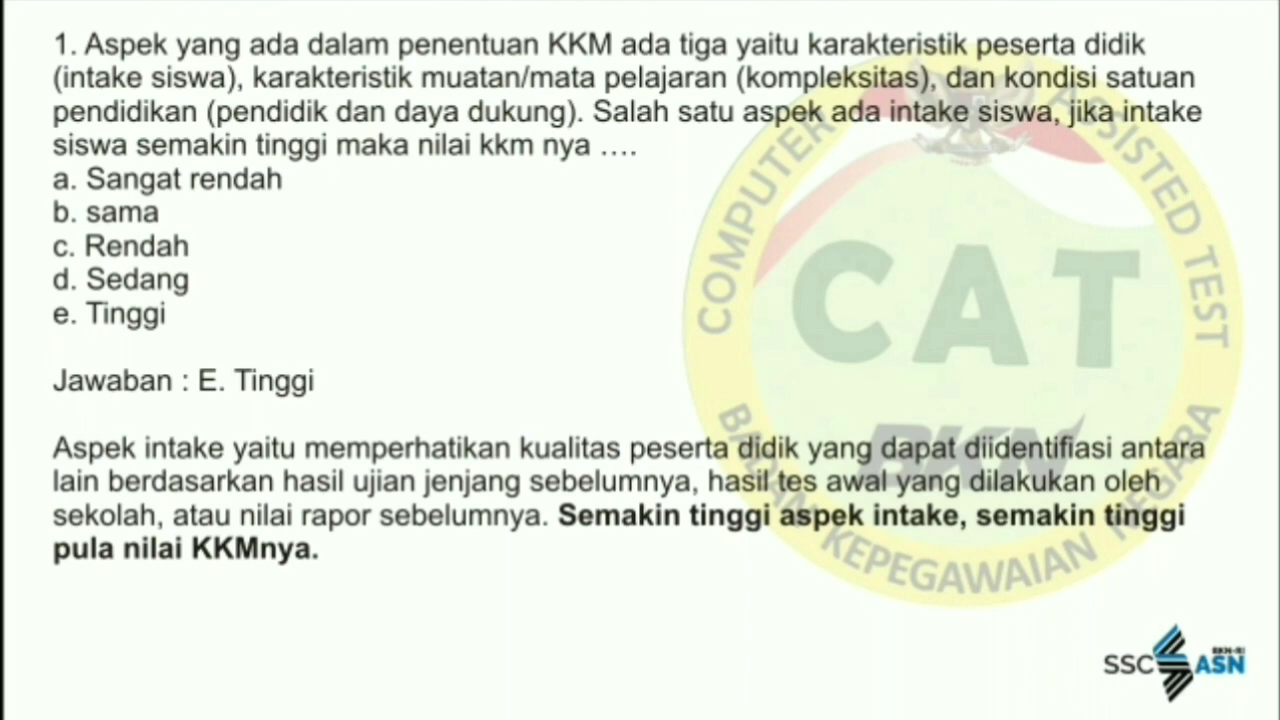 1. Aspek yang ada dalam penentuan KKM ada tiga yaitu karakteristik peserta didik
(intake siswa), karakteristik muatan/mata pelajaran (kompleksitas), dan kondisi satuan
pendidikan (pendidik dan daya dukung). Salah satu aspek ada intake siswa, jika intake
siswa semakin tinggi maka nilai kkm nya ....
a. Sangat rendah
b. sama
c. Rendah
d. Sedang
e. Tinggi
Jawaban : E. Tinggi
Aspek intake yaitu memperhatikan kualitas peserta didik yang dapat diidentifiasi antara
lain berdasarkan hasil ujian jenjang sebelumnya, hasil tes awal yang dilakukan oleh
sekolah, atau nilai rapor sebelumnya. Semakin tinggi aspek intake, semakin tinggi
pula nilai KKMnya.
COMPUTER ASSISTED TEST
CAT
BKN
BADAN KEPEGAWAIAN NEGARA
SSC ASN
BKN-RI